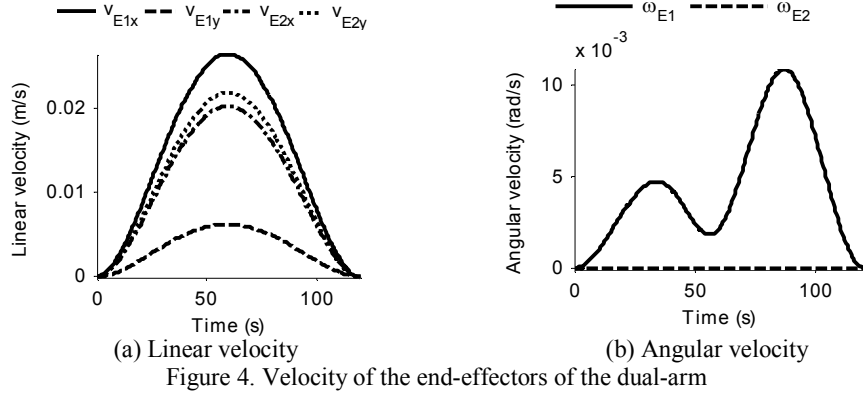 v_E1x v_E1y v_E2x v_E2y
Linear velocity (m/s)
0.02
0.01
0
0 50 100
Time (s)
(a) Linear velocity
ω_E1 ω_E2
x 10^-3
Angular velocity (rad/s)
10
5
0
0 50 100
Time (s)
(b) Angular velocity
Figure 4. Velocity of the end-effectors of the dual-arm